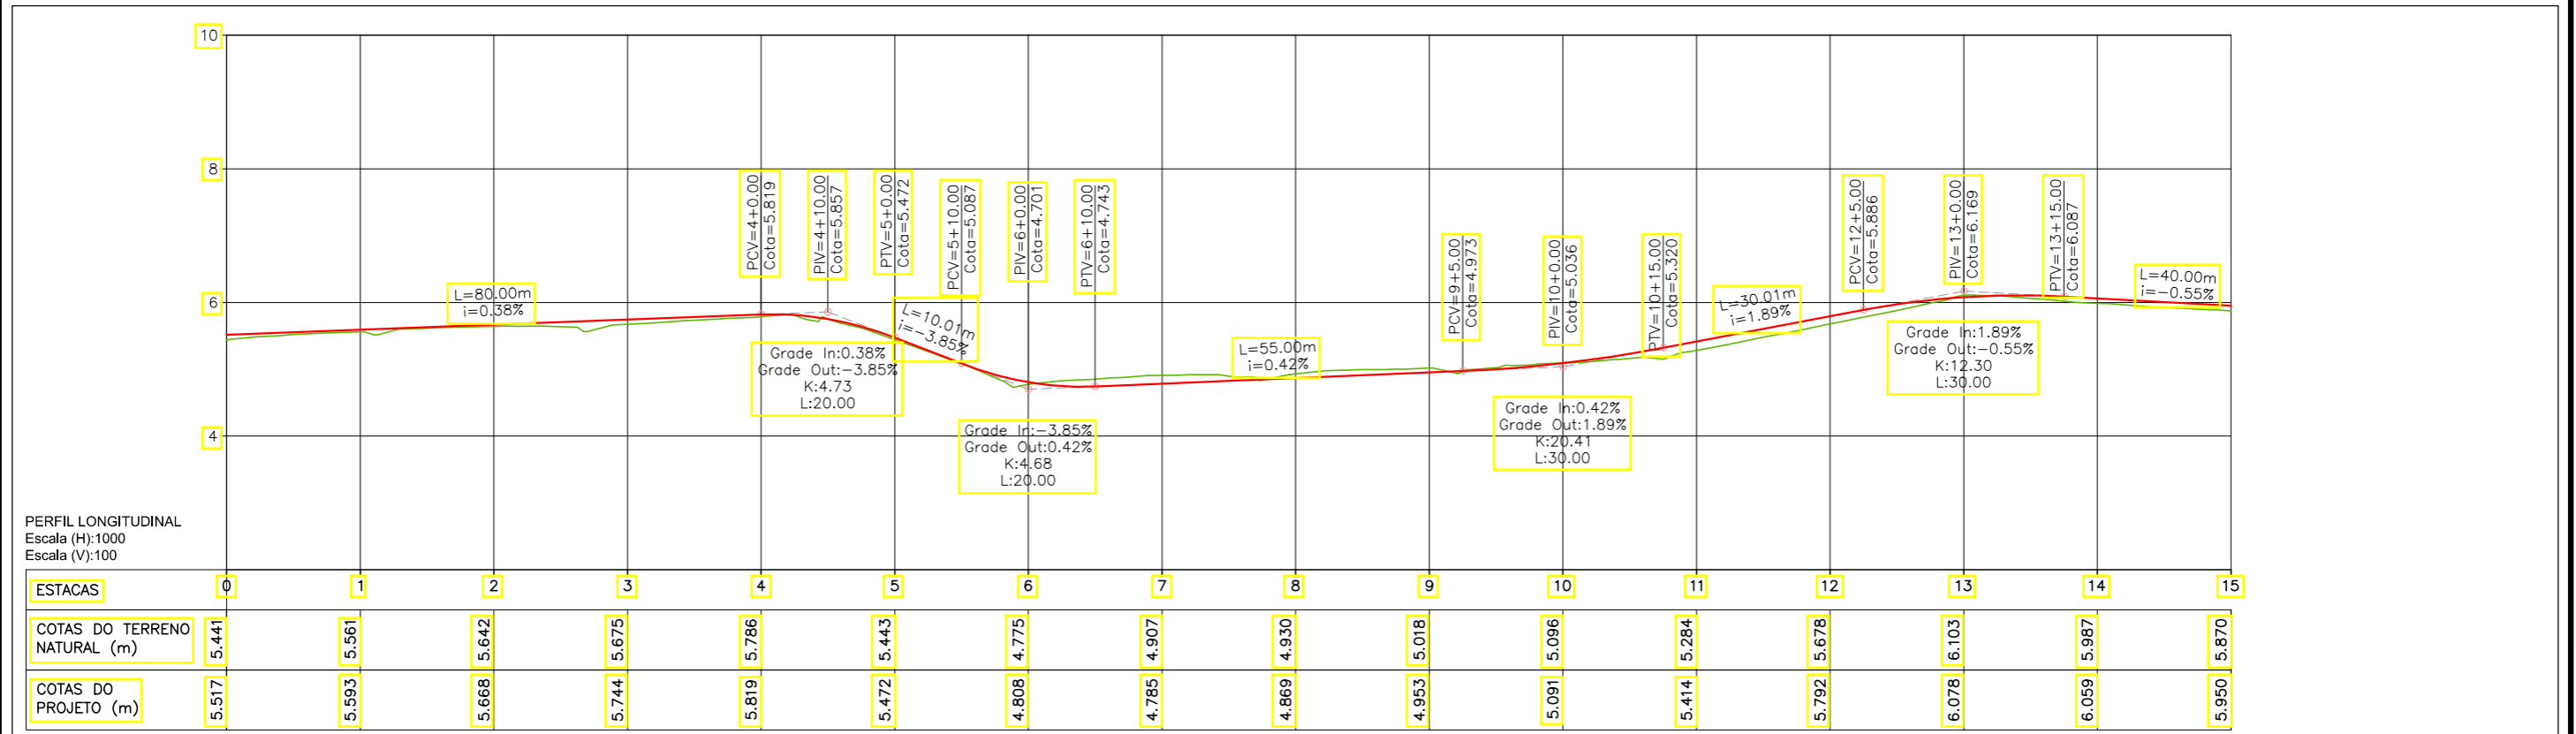 10
8
6
4
PCV=4+0.00
Cota=5.819
PIV=4+10.00
Cota=5.857
PTV=5+0.00
Cota=5.472
PCV=5+10.00
Cota=5.087
PIV=6+0.00
Cota=4.701
PTV=6+10.00
Cota=4.743
PCV=9+5.00
Cota=4.973
PIV=10+0.00
Cota=5.036
PTV=10+15.00
Cota=5.320
PCV=12+5.00
Cota=5.886
PIV=13+0.00
Cota=6.169
PTV=13+15.00
Cota=6.087
L=80.00m
i=0.38%
L=10.01m
i=-3.85%
L=55.00m
i=0.42%
L=30.01m
i=1.89%
L=40.00m
i=-0.55%
Grade In:0.38%
Grade Out:-3.85%
K:4.73
L:20.00
Grade In:-3.85%
Grade Out:0.42%
K:4.68
L:20.00
Grade In:0.42%
Grade Out:1.89%
K:20.41
L:30.00
Grade In:1.89%
Grade Out:-0.55%
K:12.30
L:30.00
PERFIL LONGITUDINAL
Escala (H):1000
Escala (V):100
ESTACAS 0 1 2 3 4 5 6 7 8 9 10 11 12 13 14 15
COTAS DO TERRENO
NATURAL (m) 5.441 5.561 5.642 5.675 5.786 5.443 4.775 4.907 4.930 5.018 5.096 5.284 5.678 6.103 5.987 5.870
COTAS DO
PROJETO (m) 5.517 5.593 5.668 5.744 5.819 5.472 4.808 4.785 4.869 4.953 5.091 5.414 5.792 6.078 6.059 5.950